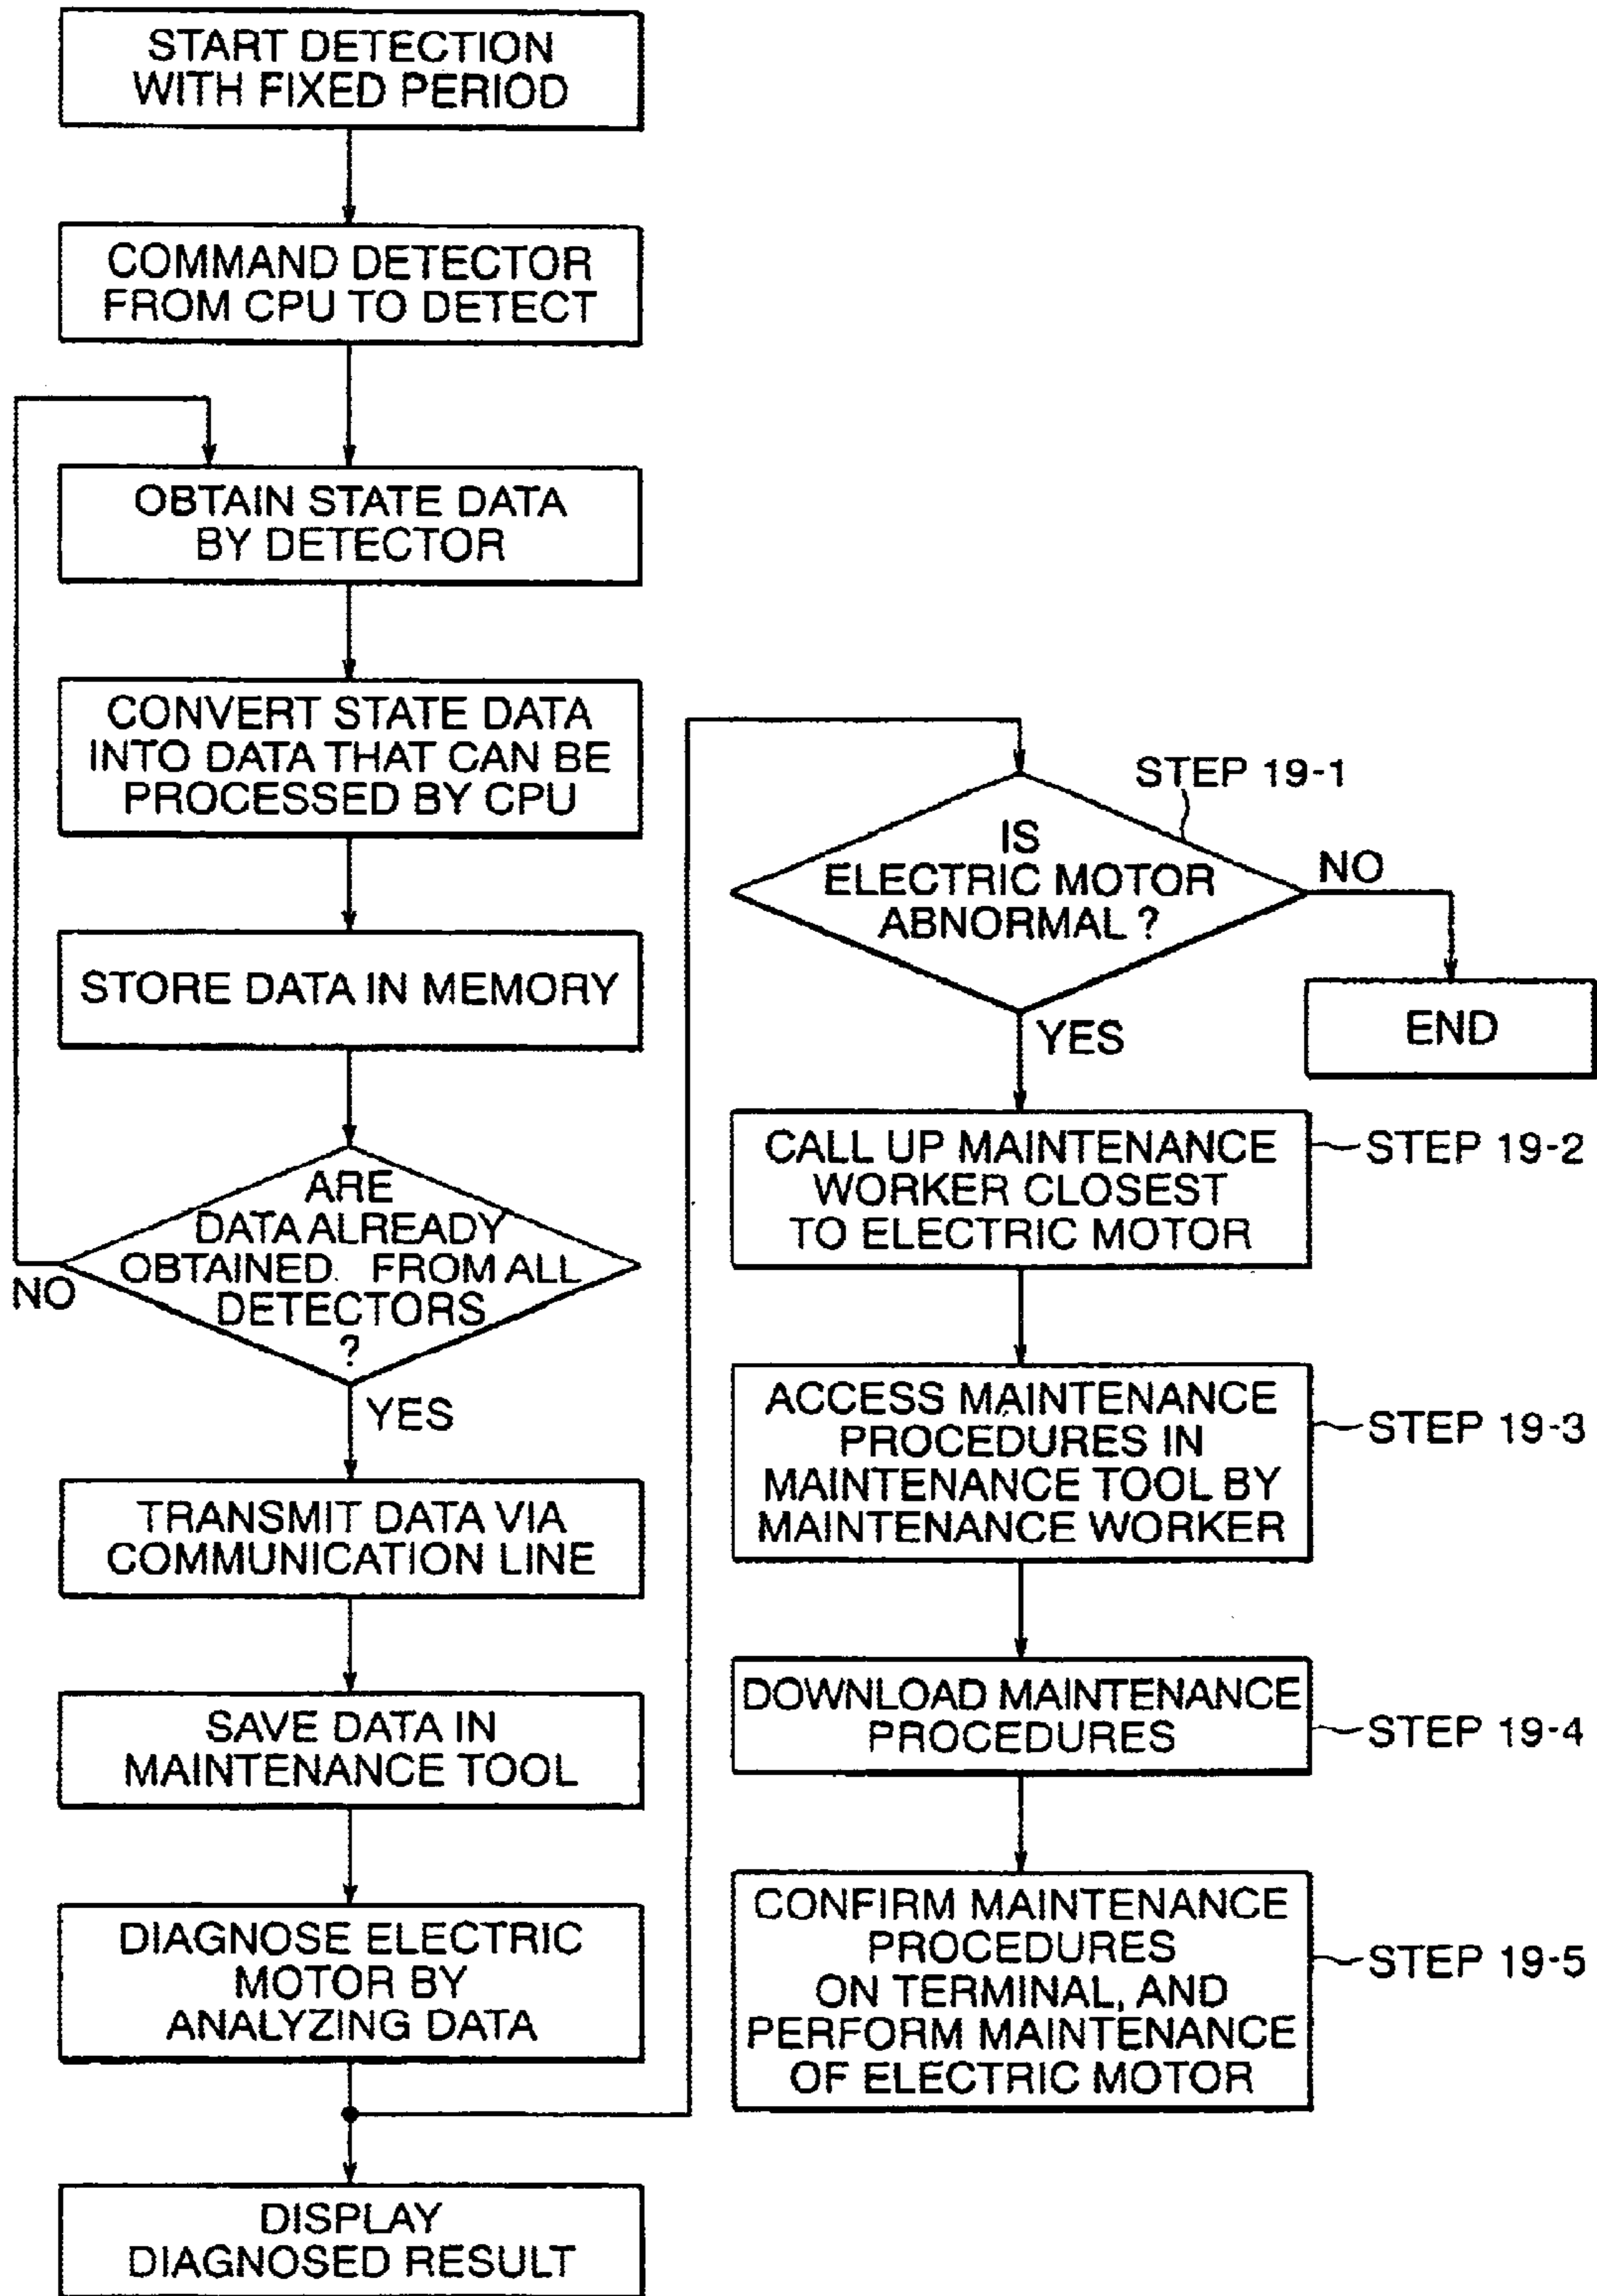 START DETECTION
WITH FIXED PERIOD
COMMAND DETECTOR
FROM CPU TO DETECT
OBTAIN STATE DATA
BY DETECTOR
CONVERT STATE DATA
INTO DATA THAT CAN BE
PROCESSED BY CPU
STORE DATA IN MEMORY
ARE
DATA ALREADY
OBTAINED. FROM ALL
DETECTORS
?
NO
YES
TRANSMIT DATA VIA
COMMUNICATION LINE
SAVE DATA IN
MAINTENANCE TOOL
DIAGNOSE ELECTRIC
MOTOR BY
ANALYZING DATA
DISPLAY
DIAGNOSED RESULT
STEP 19-1
IS
ELECTRIC MOTOR
ABNORMAL ?
NO
END
YES
CALL UP MAINTENANCE
WORKER CLOSEST
TO ELECTRIC MOTOR
STEP 19-2
ACCESS MAINTENANCE
PROCEDURES IN
MAINTENANCE TOOL BY
MAINTENANCE WORKER
STEP 19-3
DOWNLOAD MAINTENANCE
PROCEDURES
STEP 19-4
CONFIRM MAINTENANCE
PROCEDURES
ON TERMINAL, AND
PERFORM MAINTENANCE
OF ELECTRIC MOTOR
STEP 19-5